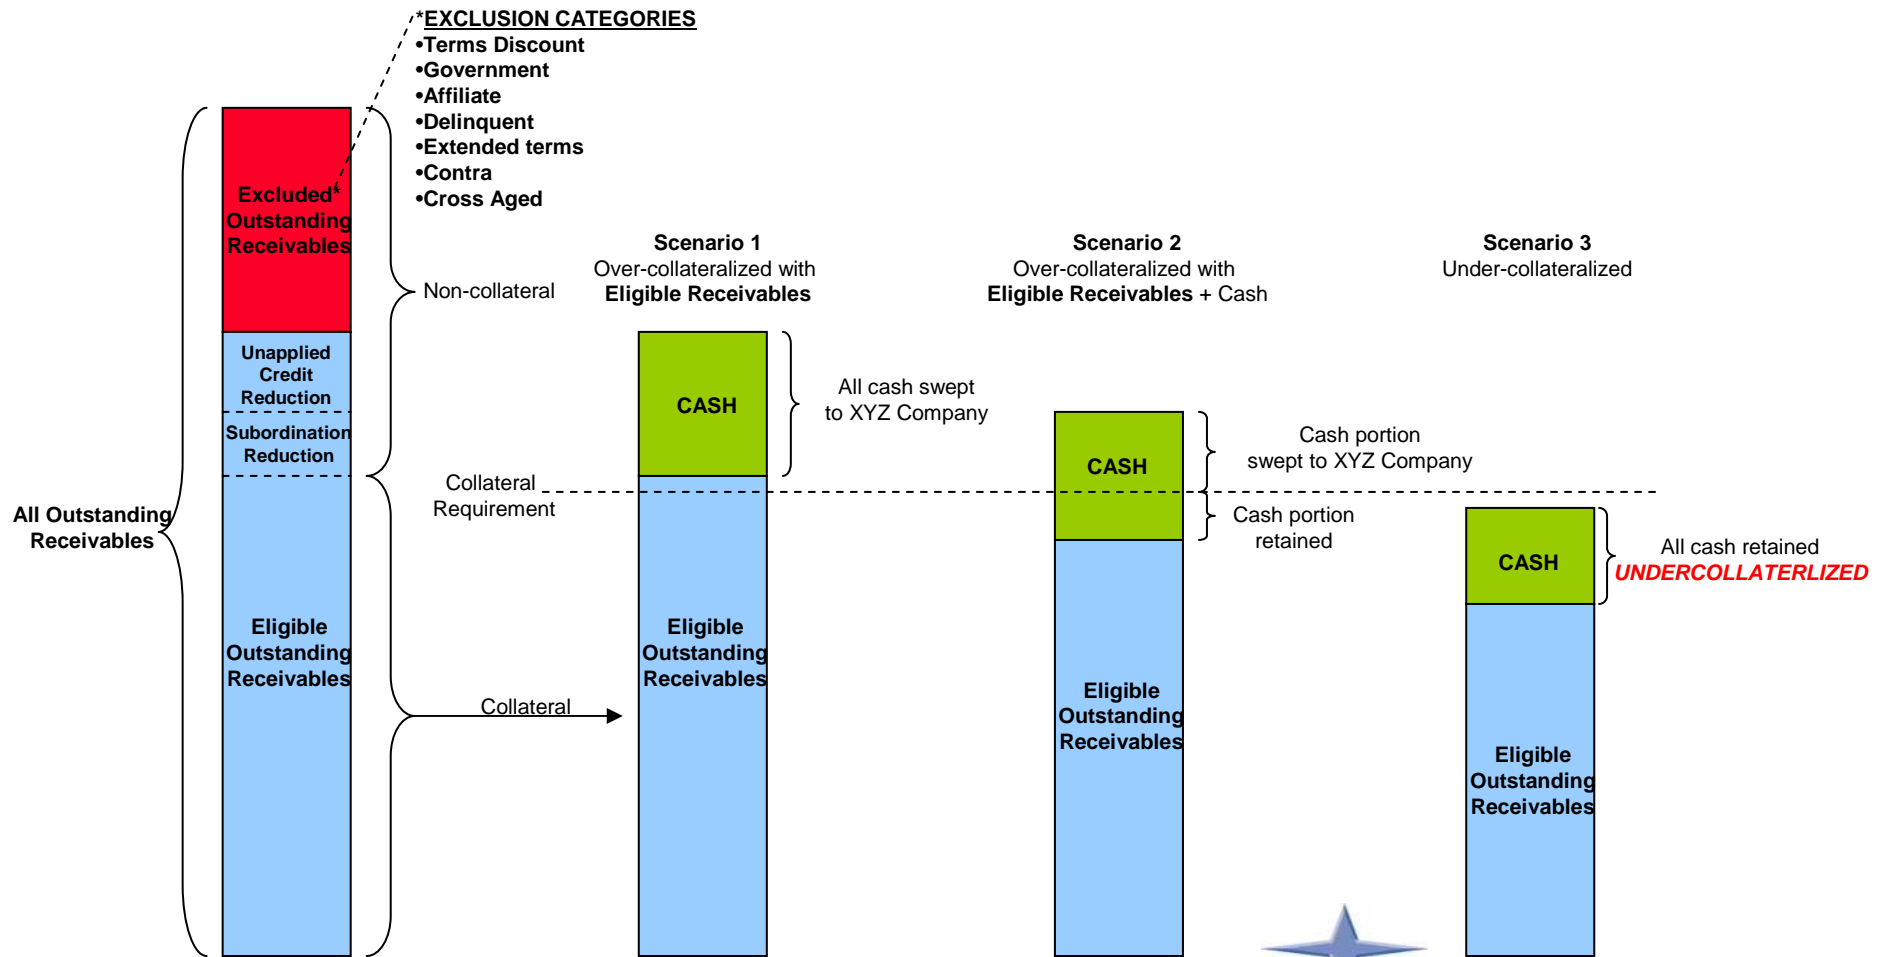 *EXCLUSION CATEGORIES
•Terms Discount
•Government
•Affiliate
•Delinquent
•Extended terms
•Contra
•Cross Aged
Excluded*
Outstanding
Receivables
Non-collateral
Unapplied
Credit
Reduction
Subordination
Reduction
All Outstanding
Receivables
Eligible
Outstanding
Receivables
Collateral
Collateral
Requirement
Scenario 1
Over-collateralized with
Eligible Receivables
CASH
All cash swept
to XYZ Company
Eligible
Outstanding
Receivables
Scenario 2
Over-collateralized with
Eligible Receivables + Cash
CASH
Cash portion
swept to XYZ Company
Cash portion
retained
Eligible
Outstanding
Receivables
Scenario 3
Under-collateralized
CASH
All cash retained
UNDERCOLLATERLIZED
Eligible
Outstanding
Receivables